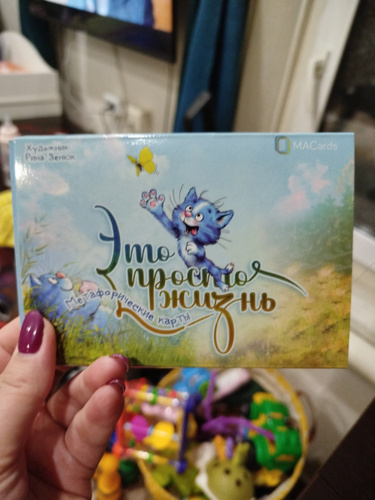 Художник
Рина Зенюк
MACards
Это
просто
жизнь
Метафорические карты